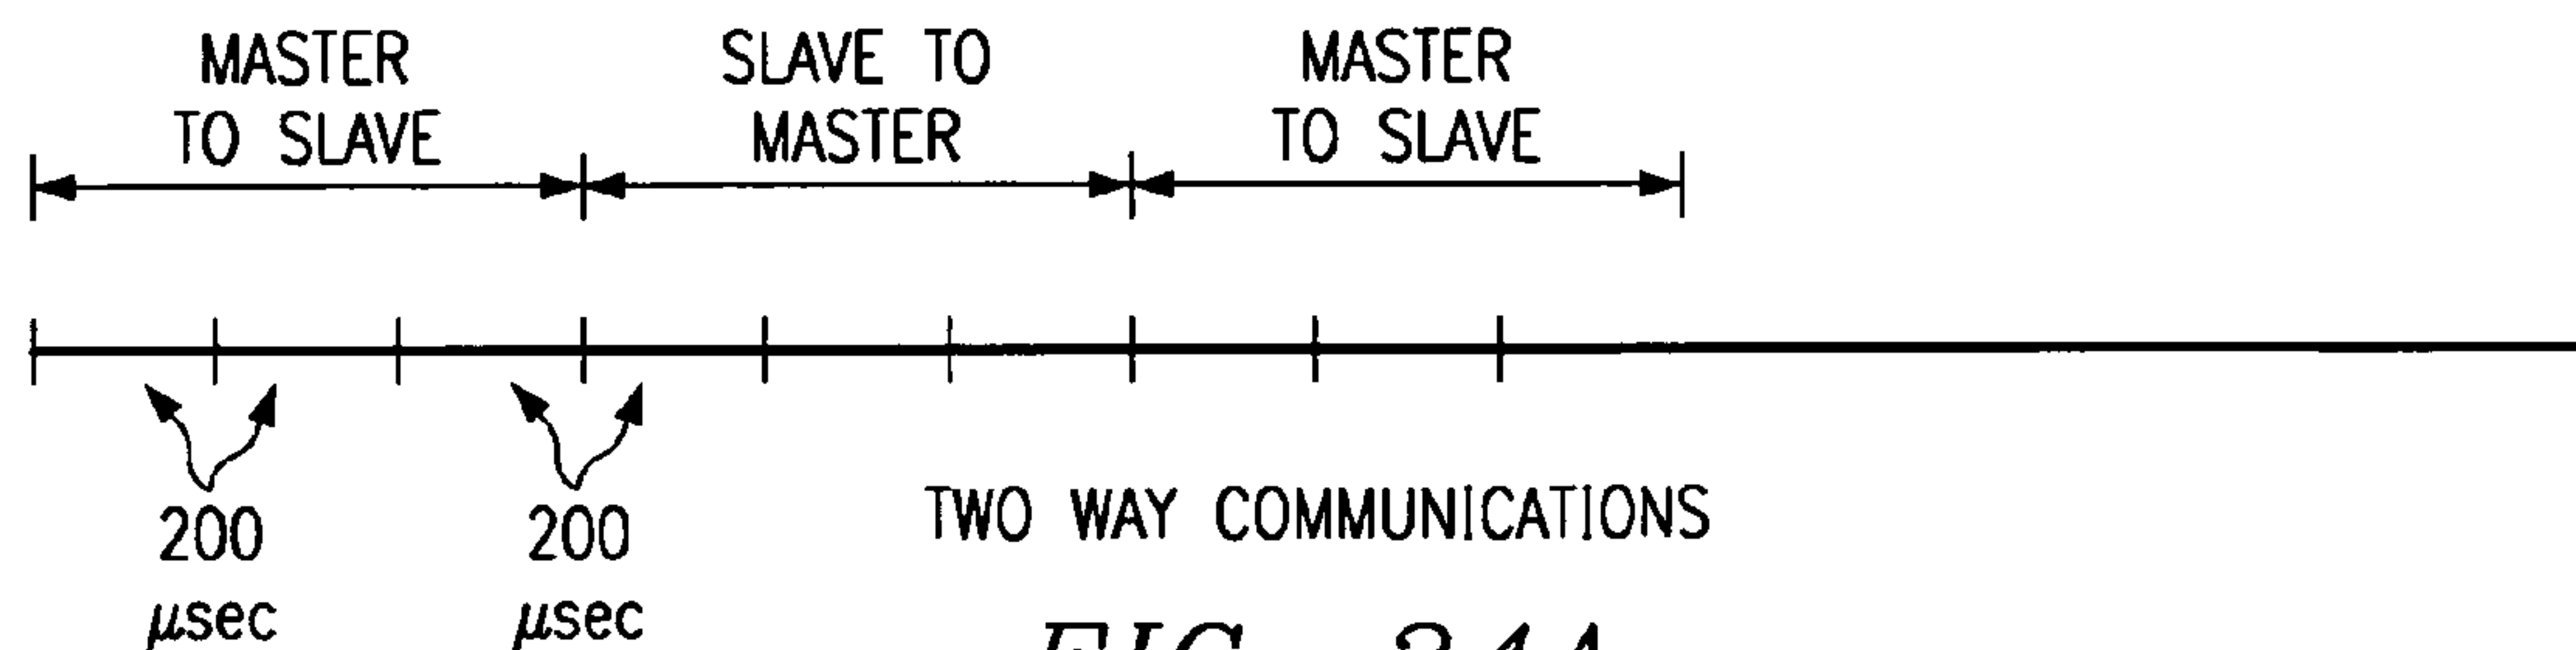 MASTER
TO SLAVE
SLAVE TO
MASTER
MASTER
TO SLAVE
200
μsec
200
μsec
TWO WAY COMMUNICATIONS